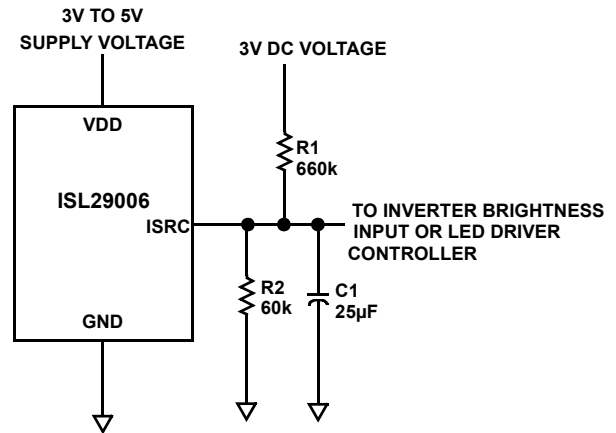 3V TO 5V
SUPPLY VOLTAGE
3V DC VOLTAGE
VDD
R1
660k
ISL29006
ISRC
TO INVERTER BRIGHTNESS
INPUT OR LED DRIVER
CONTROLLER
R2
60k
C1
25µF
GND